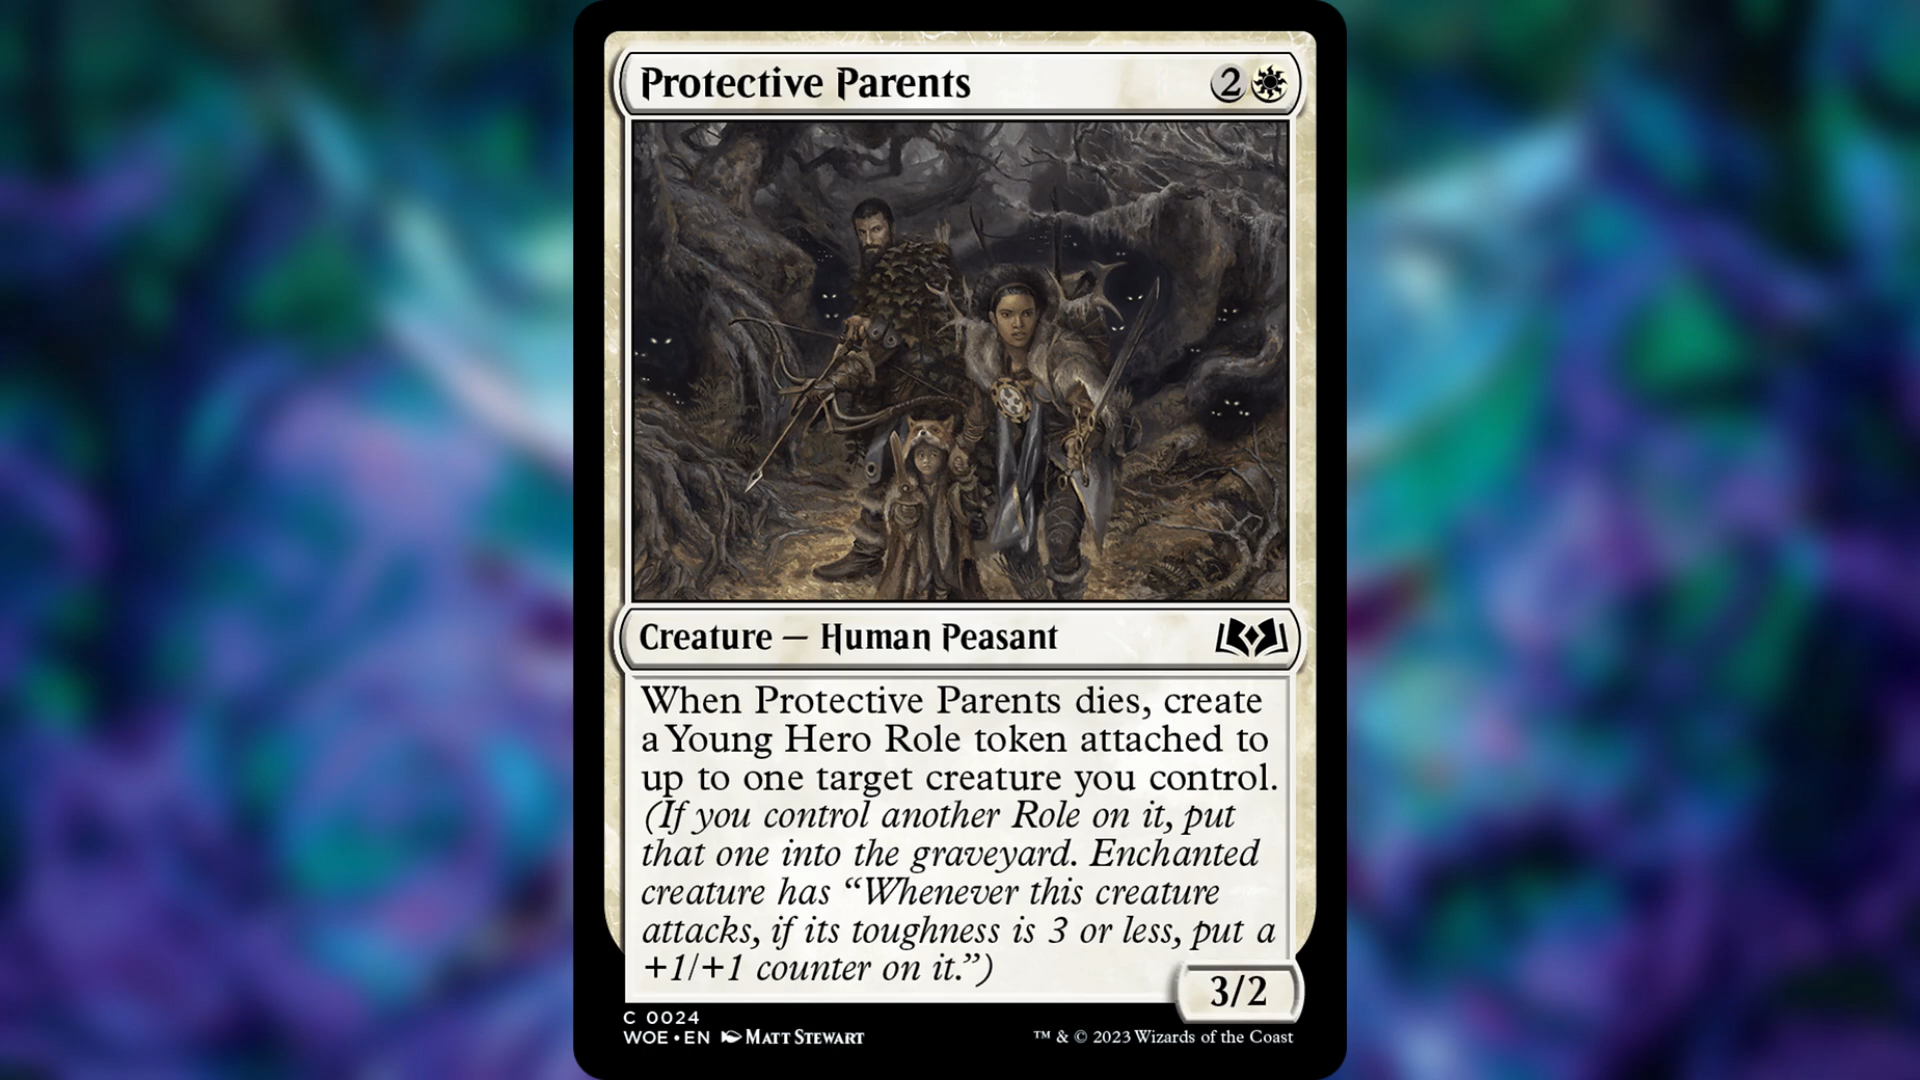 Protective Parents 2
Creature — Human Peasant
When Protective Parents dies, create
a Young Hero Role token attached to
up to one target creature you control.
(If you control another Role on it, put
that one into the graveyard. Enchanted
creature has “Whenever this creature
attacks, if its toughness is 3 or less, put a
+1/+1 counter on it.”)
3/2
C 0024
WOE • EN MATT STEWART
™ & © 2023 Wizards of the Coast